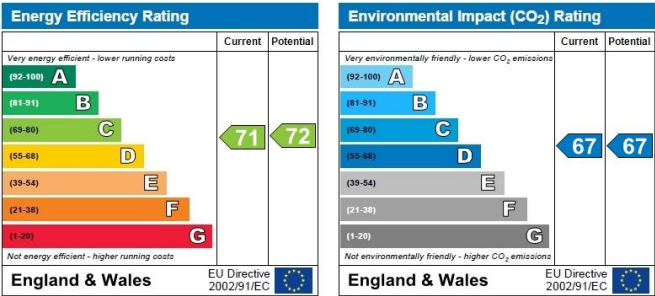 Energy Efficiency Rating
Current Potential
Very energy efficient - lower running costs
(92-100) A
(81-91) B
(69-80) C
(55-68) D
(39-54) E
(21-38) F
(1-20) G
71 72
Not energy efficient - higher running costs
England & Wales
EU Directive
2002/91/EC
Environmental Impact (CO₂) Rating
Current Potential
Very environmentally friendly - lower CO₂ emissions
(92-100) A
(81-91) B
(69-80) C
(55-68) D
(39-54) E
(21-38) F
(1-20) G
67 67
Not environmentally friendly - higher CO₂ emissions
England & Wales
EU Directive
2002/91/EC